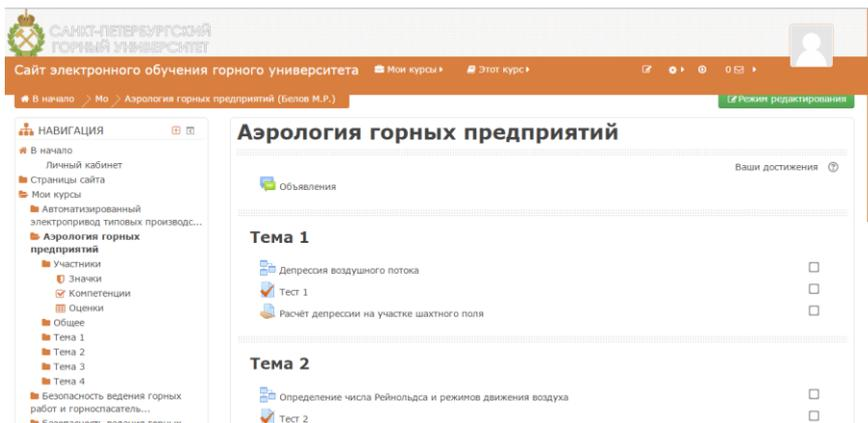 САНКТ-ПЕТЕРБУРГСКИЙ
ГОРНЫЙ УНИВЕРСИТЕТ
Сайт электронного обучения горного университета
Мои курсы
Этот курс
0
В начало
Мо
Аэрология горных предприятий (Белов М.Р.)
Режим редактирования
НАВИГАЦИЯ
В начало
Личный кабинет
Страницы сайта
Мои курсы
Автоматизированный
электропривод типовых производс...
Аэрология горных
предприятий
Участники
Значки
Компетенции
Оценки
Общее
Тема 1
Тема 2
Тема 3
Тема 4
Безопасность ведения горных
работ и горноспасатель...
Аэрология горных предприятий
Ваши достижения
Объявления
Тема 1
Депрессия воздушного потока
Тест 1
Расчёт депрессии на участке шахтного поля
Тема 2
Определение числа Рейнольдса и режимов движения воздуха
Тест 2